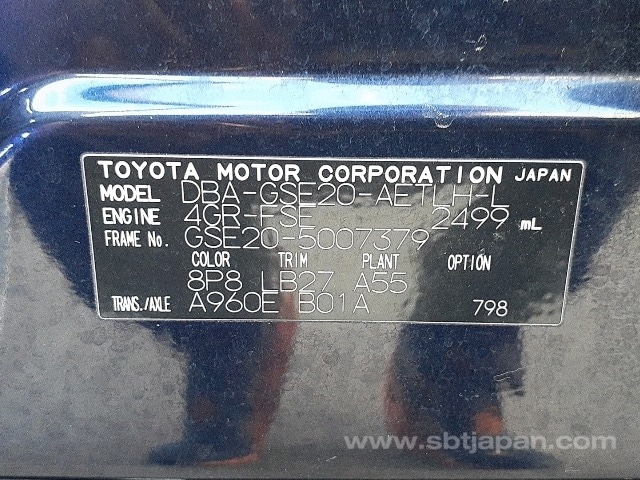 TOYOTA MOTOR CORPORATION JAPAN
MODEL DBA-GSE20-AETLH-L
ENGINE 4GR-FSE 2499 mL
FRAME No. GSE20-5007379
COLOR TRIM PLANT OPTION
8P8 LB27 A55
TRANS./AXLE A960E B01A 798
www.sbtjapan.com